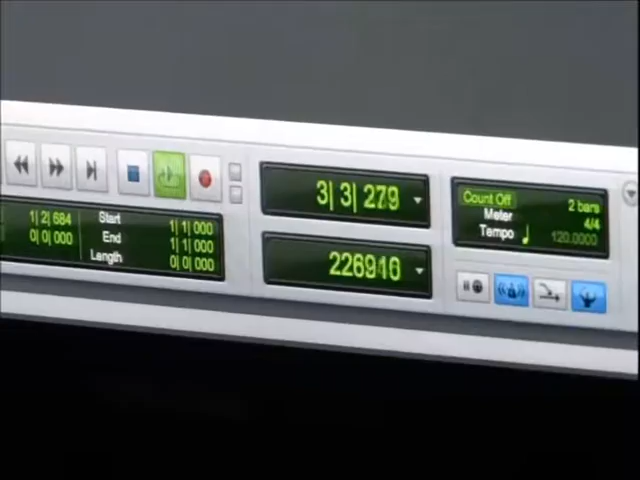 1| 2| 684
0| 0| 000
Start 1| 1| 000
End 1| 1| 000
Length 0| 0| 000
3| 3| 279
226910
Count Off 2 bars
Meter 4/4
Tempo 120.0000